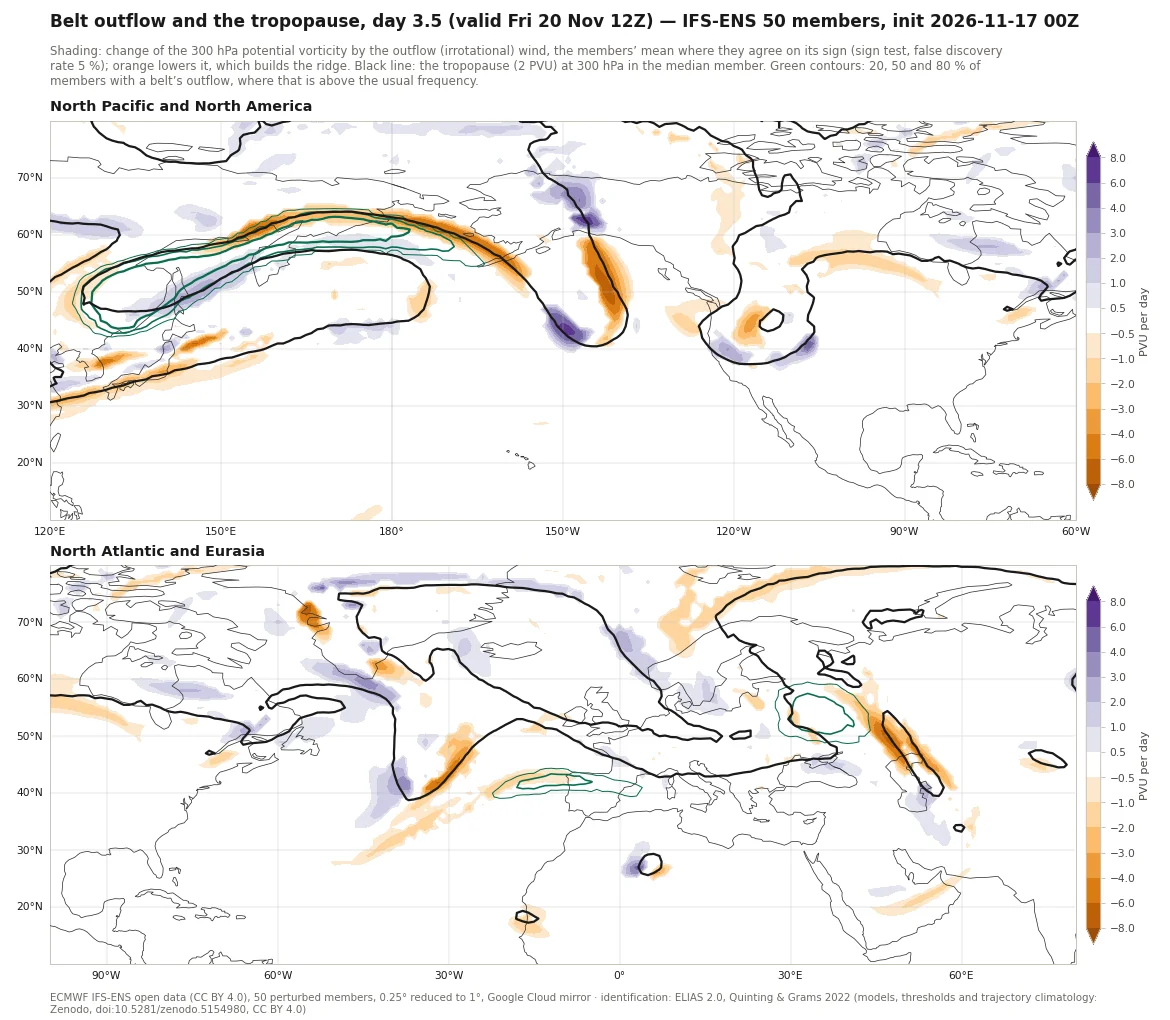 Belt outflow and the tropopause, day 3.5 (valid Fri 20 Nov 12Z) — IFS-ENS 50 members, init 2026-11-17 00Z
Shading: change of the 300 hPa potential vorticity by the outflow (irrotational) wind, the members’ mean where they agree on its sign (sign test, false discovery
rate 5 %); orange lowers it, which builds the ridge. Black line: the tropopause (2 PVU) at 300 hPa in the median member. Green contours: 20, 50 and 80 % of
members with a belt’s outflow, where that is above the usual frequency.
North Pacific and North America
70°N
60°N
50°N
40°N
30°N
20°N
120°E
150°E
180°
150°W
120°W
90°W
60°W
8.0
6.0
4.0
3.0
2.0
1.0
0.5
−0.5
−1.0
−2.0
−3.0
−4.0
−6.0
−8.0
PVU per day
North Atlantic and Eurasia
70°N
60°N
50°N
40°N
30°N
20°N
90°W
60°W
30°W
0°
30°E
60°E
8.0
6.0
4.0
3.0
2.0
1.0
0.5
−0.5
−1.0
−2.0
−3.0
−4.0
−6.0
−8.0
PVU per day
ECMWF IFS-ENS open data (CC BY 4.0), 50 perturbed members, 0.25° reduced to 1°, Google Cloud mirror · identification: ELIAS 2.0, Quinting & Grams 2022 (models, thresholds and trajectory climatology:
Zenodo, doi:10.5281/zenodo.5154980, CC BY 4.0)